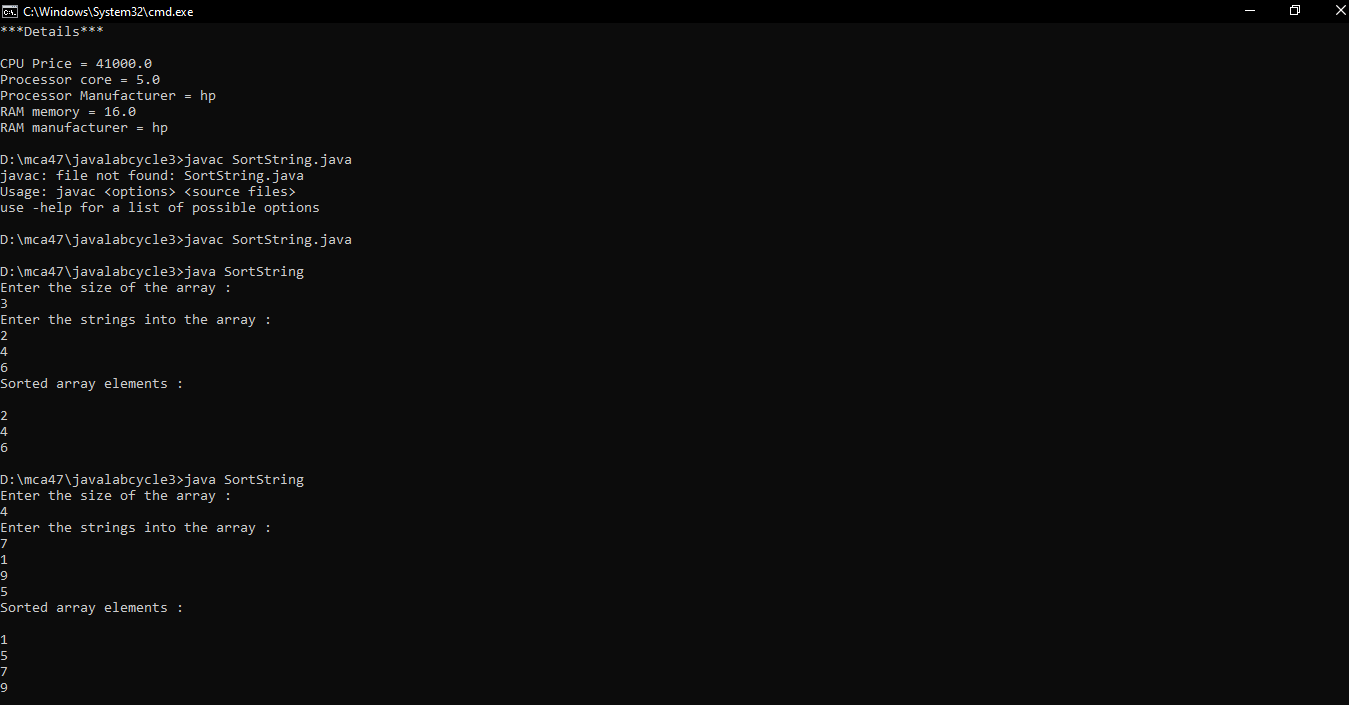 C:\Windows\System32\cmd.exe
***Details***
CPU Price = 41000.0
Processor core = 5.0
Processor Manufacturer = hp
RAM memory = 16.0
RAM manufacturer = hp
D:\mca47\javalabcycle3>javac SortString.java
javac: file not found: SortString.java
Usage: javac <options> <source files>
use -help for a list of possible options
D:\mca47\javalabcycle3>javac SortString.java
D:\mca47\javalabcycle3>java SortString
Enter the size of the array :
3
Enter the strings into the array :
2
4
6
Sorted array elements :
2
4
6
D:\mca47\javalabcycle3>java SortString
Enter the size of the array :
4
Enter the strings into the array :
7
1
9
5
Sorted array elements :
1
5
7
9